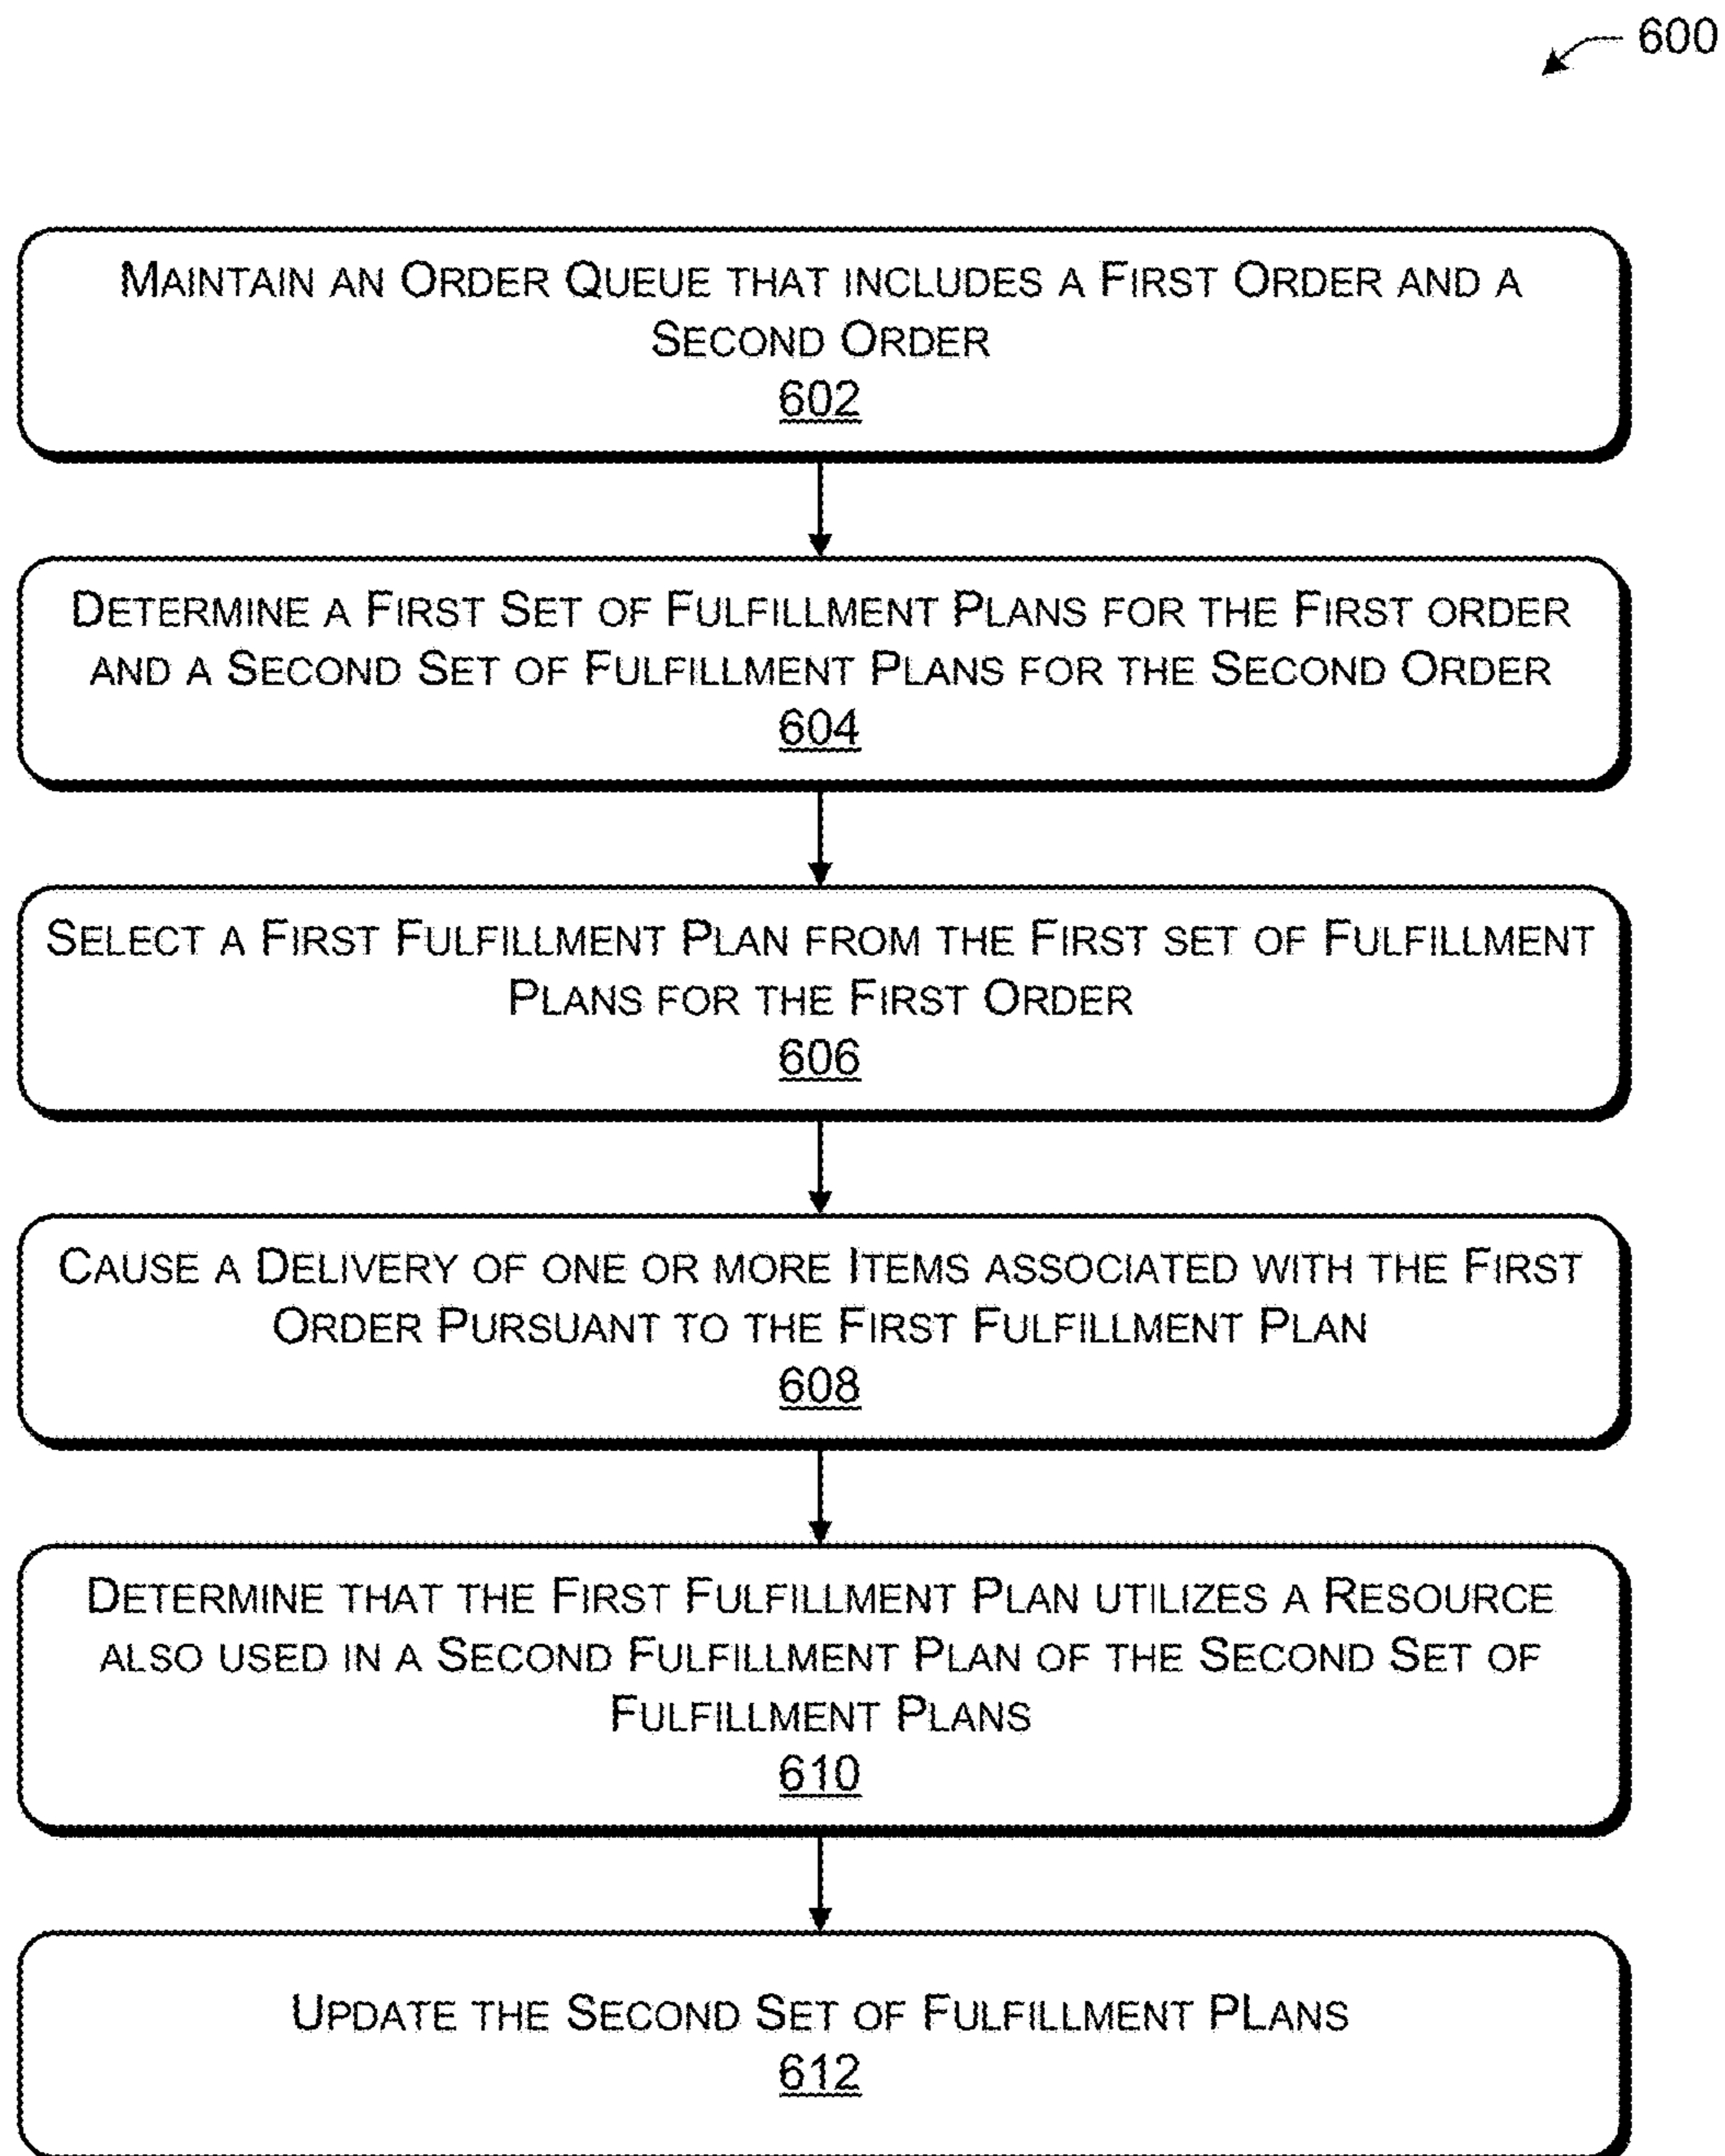 600
MAINTAIN AN ORDER QUEUE THAT INCLUDES A FIRST ORDER AND A
SECOND ORDER
602
DETERMINE A FIRST SET OF FULFILLMENT PLANS FOR THE FIRST ORDER
AND A SECOND SET OF FULFILLMENT PLANS FOR THE SECOND ORDER
604
SELECT A FIRST FULFILLMENT PLAN FROM THE FIRST SET OF FULFILLMENT
PLANS FOR THE FIRST ORDER
606
CAUSE A DELIVERY OF ONE OR MORE ITEMS ASSOCIATED WITH THE FIRST
ORDER PURSUANT TO THE FIRST FULFILLMENT PLAN
608
DETERMINE THAT THE FIRST FULFILLMENT PLAN UTILIZES A RESOURCE
ALSO USED IN A SECOND FULFILLMENT PLAN OF THE SECOND SET OF
FULFILLMENT PLANS
610
UPDATE THE SECOND SET OF FULFILLMENT PLANS
612